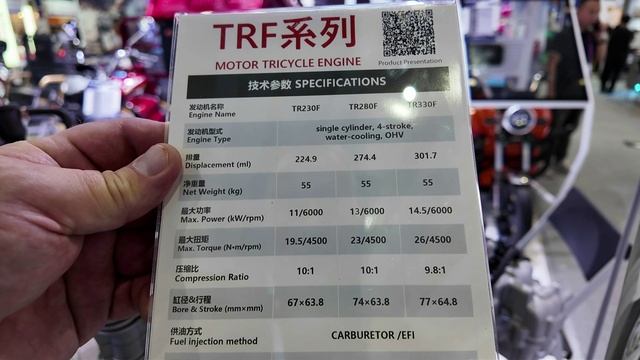 TRF系列
MOTOR TRICYCLE ENGINE
Product Presentation
技术参数 SPECIFICATIONS
发动机名称
Engine Name
TR230F TR280F TR330F
发动机型式
Engine Type
single cylinder, 4-stroke,
water-cooling, OHV
排量
Displacement (ml)
224.9 274.4 301.7
净重量
Net Weight (kg)
55 55 55
最大功率
Max. Power (kW/rpm)
11/6000 13/6000 14.5/6000
最大扭矩
Max. Torque (N•m/rpm)
19.5/4500 23/4500 26/4500
压缩比
Compression Ratio
10:1 10:1 9.8:1
缸径&行程
Bore & Stroke (mm×mm)
67×63.8 74×63.8 77×64.8
供油方式
Fuel injection method
CARBURETOR /EFI